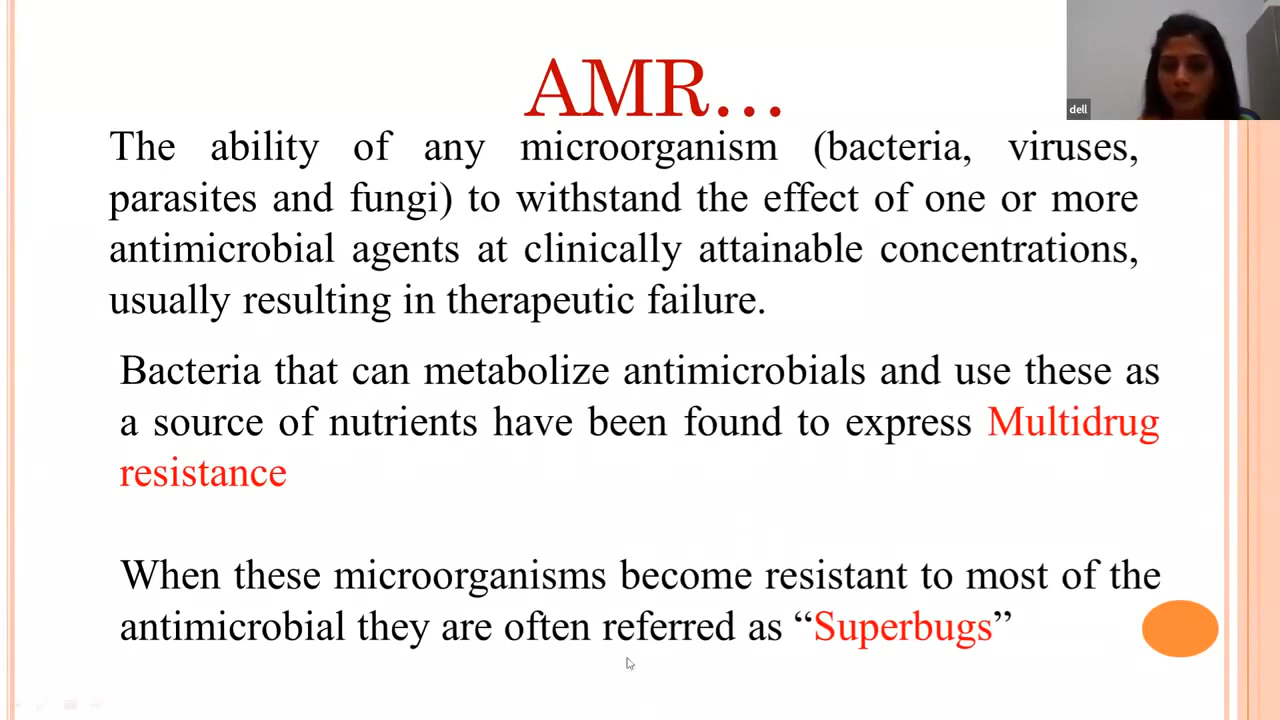 AMR...
dell
The ability of any microorganism (bacteria, viruses,
parasites and fungi) to withstand the effect of one or more
antimicrobial agents at clinically attainable concentrations,
usually resulting in therapeutic failure.
Bacteria that can metabolize antimicrobials and use these as
a source of nutrients have been found to express Multidrug
resistance
When these microorganisms become resistant to most of the
antimicrobial they are often referred as “Superbugs”